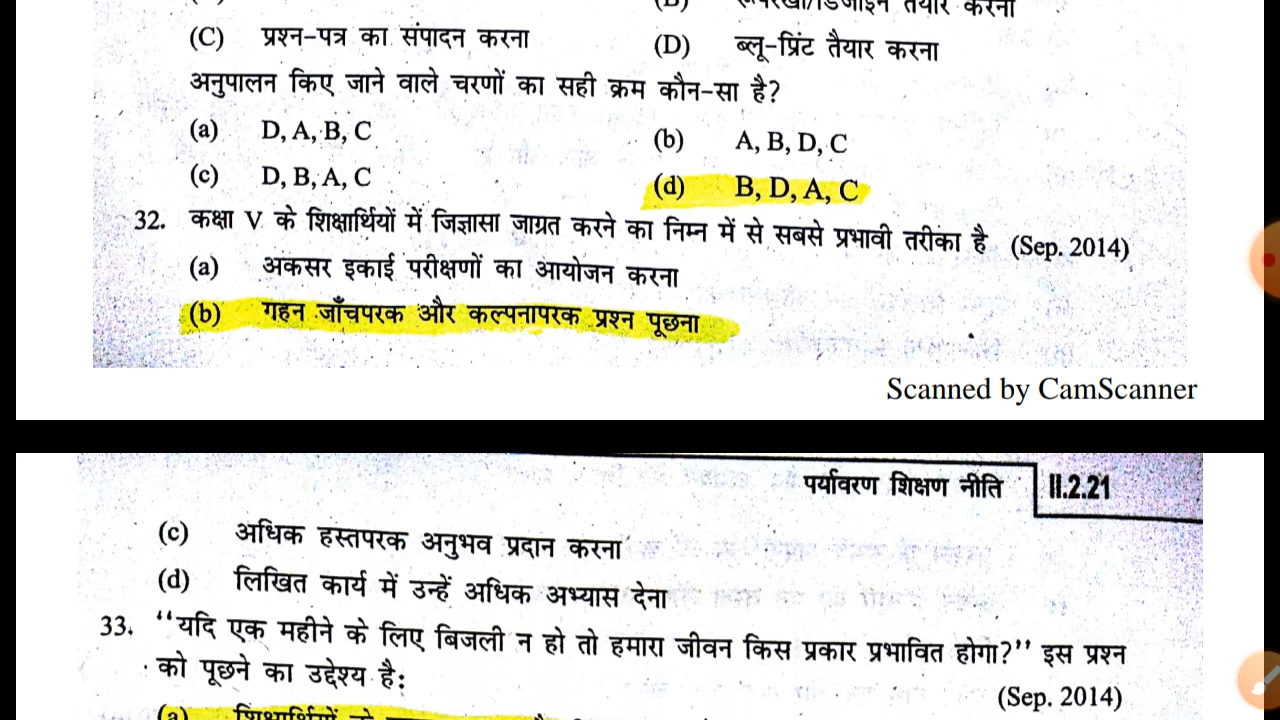 (B) रूपरेखा/डिजाइन तैयार करना
(C) प्रश्न-पत्र का संपादन करना (D) ब्लू-प्रिंट तैयार करना
अनुपालन किए जाने वाले चरणों का सही क्रम कौन-सा है?
(a) D, A, B, C (b) A, B, D, C
(c) D, B, A, C (d) B, D, A, C
32. कक्षा V के शिक्षार्थियों में जिज्ञासा जाग्रत करने का निम्न में से सबसे प्रभावी तरीका है (Sep. 2014)
(a) अकसर इकाई परीक्षणों का आयोजन करना
(b) गहन जाँचपरक और कल्पनापरक प्रश्न पूछना
Scanned by CamScanner
पर्यावरण शिक्षण नीति II.2.21
(c) अधिक हस्तपरक अनुभव प्रदान करना
(d) लिखित कार्य में उन्हें अधिक अभ्यास देना
33. "यदि एक महीने के लिए बिजली न हो तो हमारा जीवन किस प्रकार प्रभावित होगा?" इस प्रश्न
को पूछने का उद्देश्य है:
(Sep. 2014)
(a) शिक्षार्थियों को